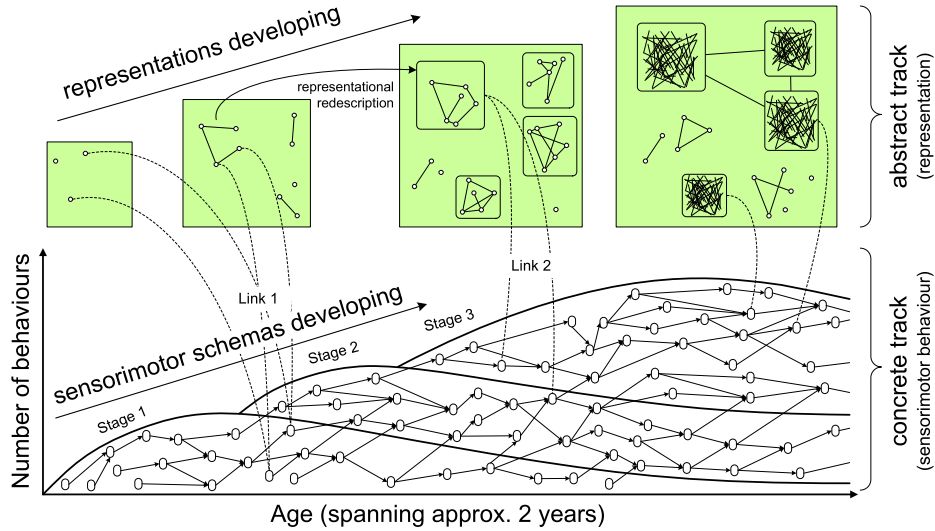 representations developing
representational
redescription
abstract track
(representation)
Link 1
Link 2
sensorimotor schemas developing
Stage 1
Stage 2
Stage 3
Number of behaviours
concrete track
(sensorimotor behaviour)
Age (spanning approx. 2 years)